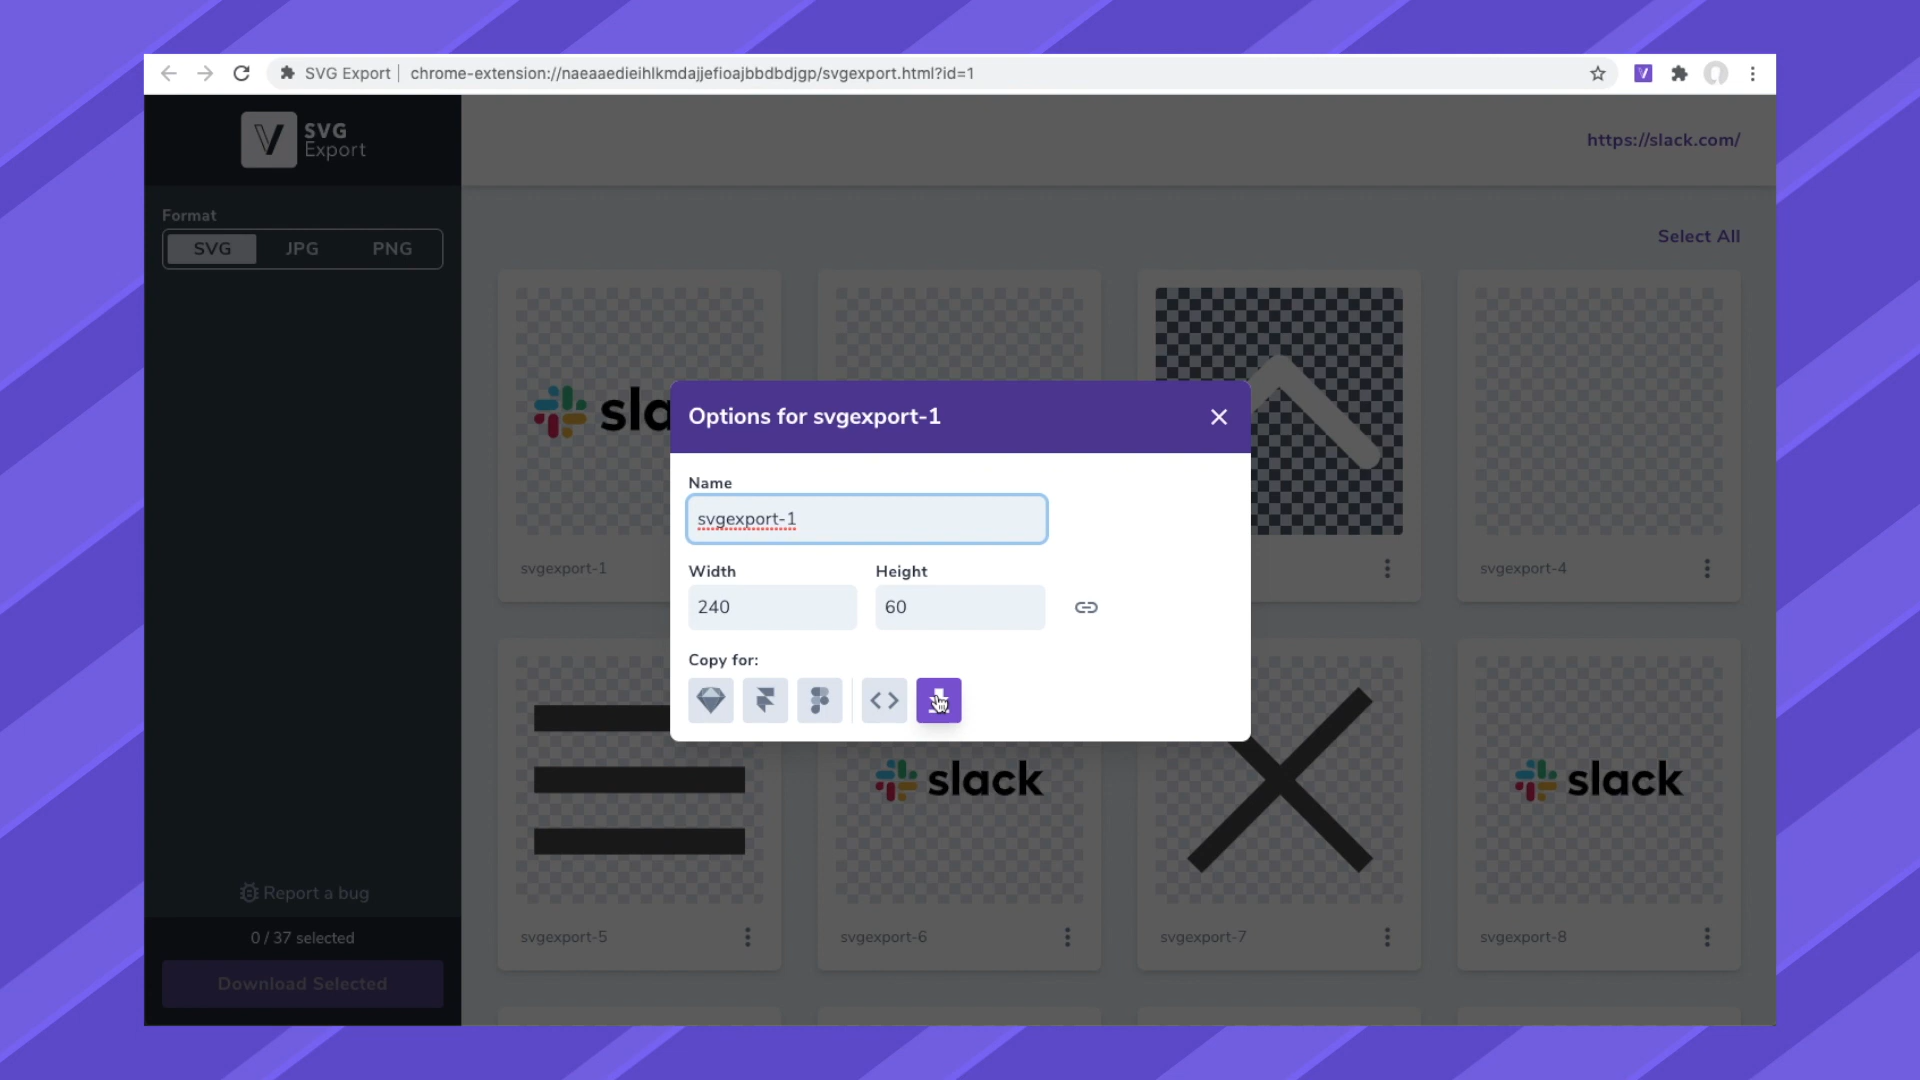 SVG Export
chrome-extension://naeaaedieihlkmdajjefioajbbdbdjgp/svgexport.html?id=1
V
SVG
Export
https://slack.com/
Format
SVG
JPG
PNG
Select All
sla
Options for svgexport-1
Name
svgexport-1
Width
Height
240
60
Copy for:
svgexport-1
svgexport-4
slack
slack
svgexport-5
svgexport-6
svgexport-7
svgexport-8
Report a bug
0 / 37 selected
Download Selected